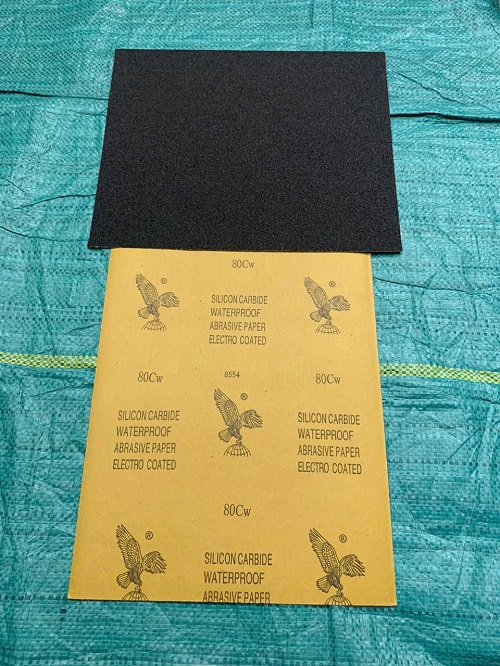 80Cw
®
®
SILICON CARBIDE
WATERPROOF
ABRASIVE PAPER
ELECTRO COATED
80Cw
8554
80Cw
®
SILICON CARBIDE
WATERPROOF
ABRASIVE PAPER
ELECTRO COATED
SILICON CARBIDE
WATERPROOF
ABRASIVE PAPER
ELECTRO COATED
80Cw
®
®
SILICON CARBIDE
WATERPROOF
ABRASIVE PAPER